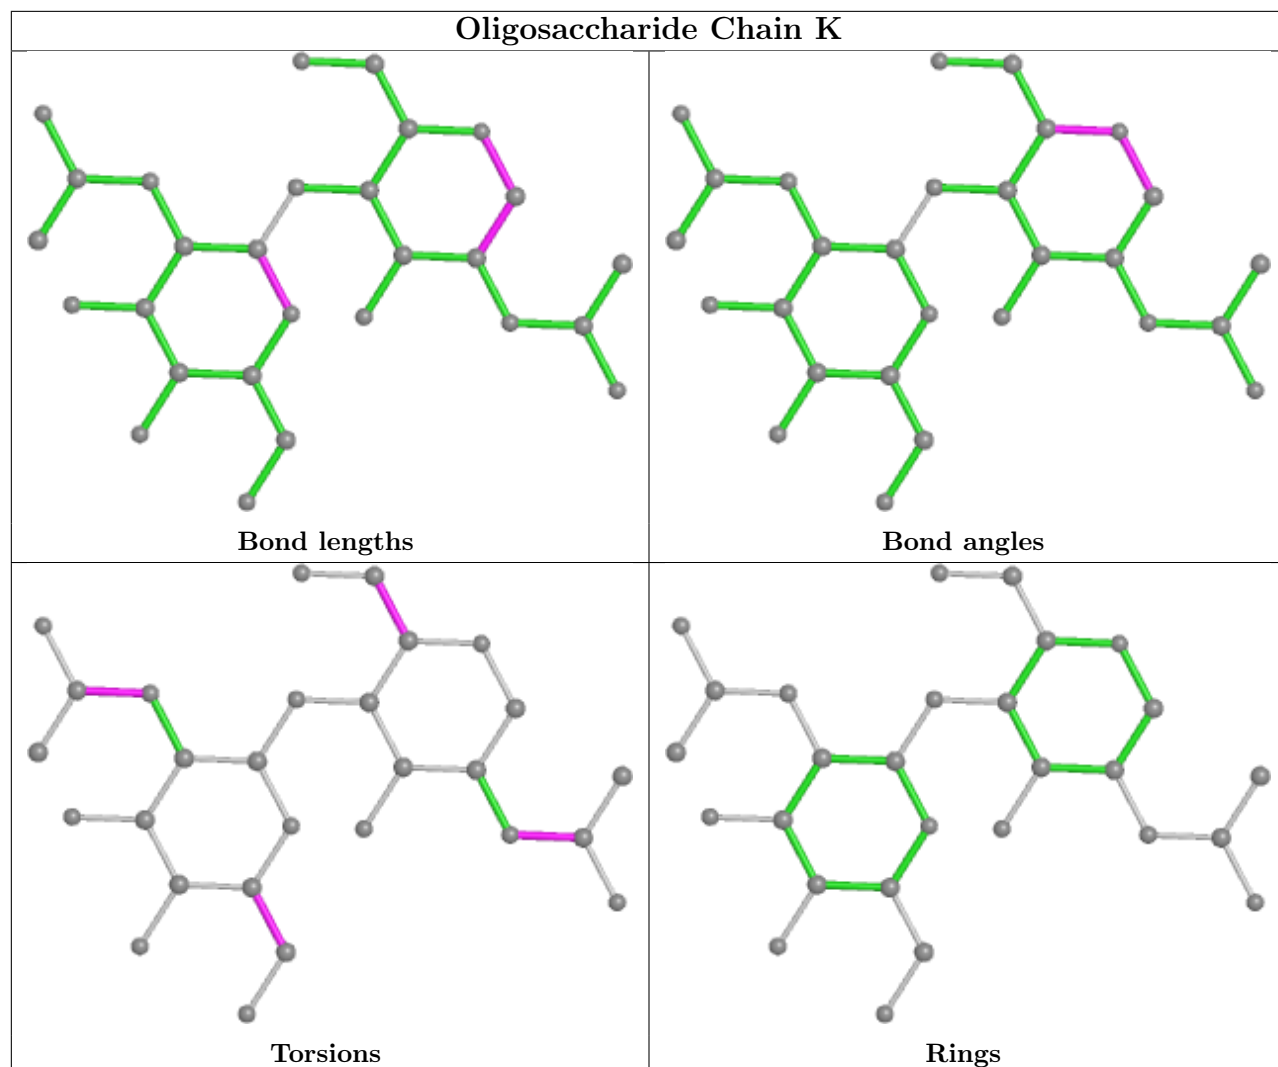 Oligosaccharide Chain K
Bond lengths
Bond angles
Torsions
Rings